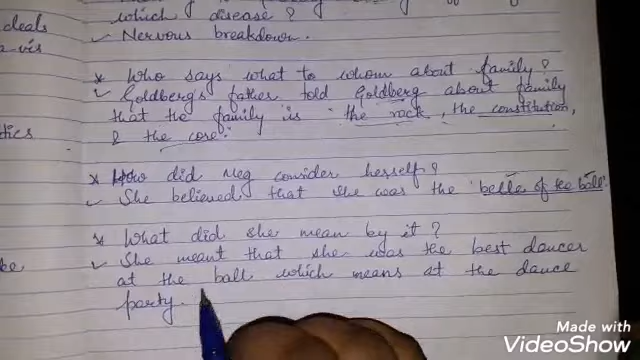 deals
a vis
tics
which disease ?
✓ Nervous breakdown.
* Who says what to whom about family?
✓ Goldberg's father told Goldberg about family
that the family is 'the rock, the constitution,
& the core.'
* How did Meg consider herself?
✓ She believed that she was the 'belle of the ball'.
* What did she mean by it ?
✓ She meant that she was the best dancer
at the ball which means at the dance
party.
Made with
VideoShow